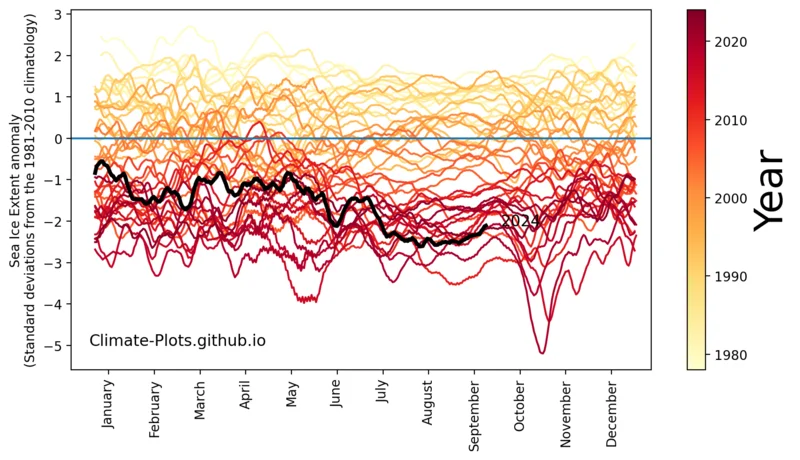 Sea Ice Extent anomaly
(Standard deviations from the 1981-2010 climatology)
3
2
1
0
−1
−2
−3
−4
−5
2024
Climate-Plots.github.io
January
February
March
April
May
June
July
August
September
October
November
December
2020
2010
2000
1990
1980
Year